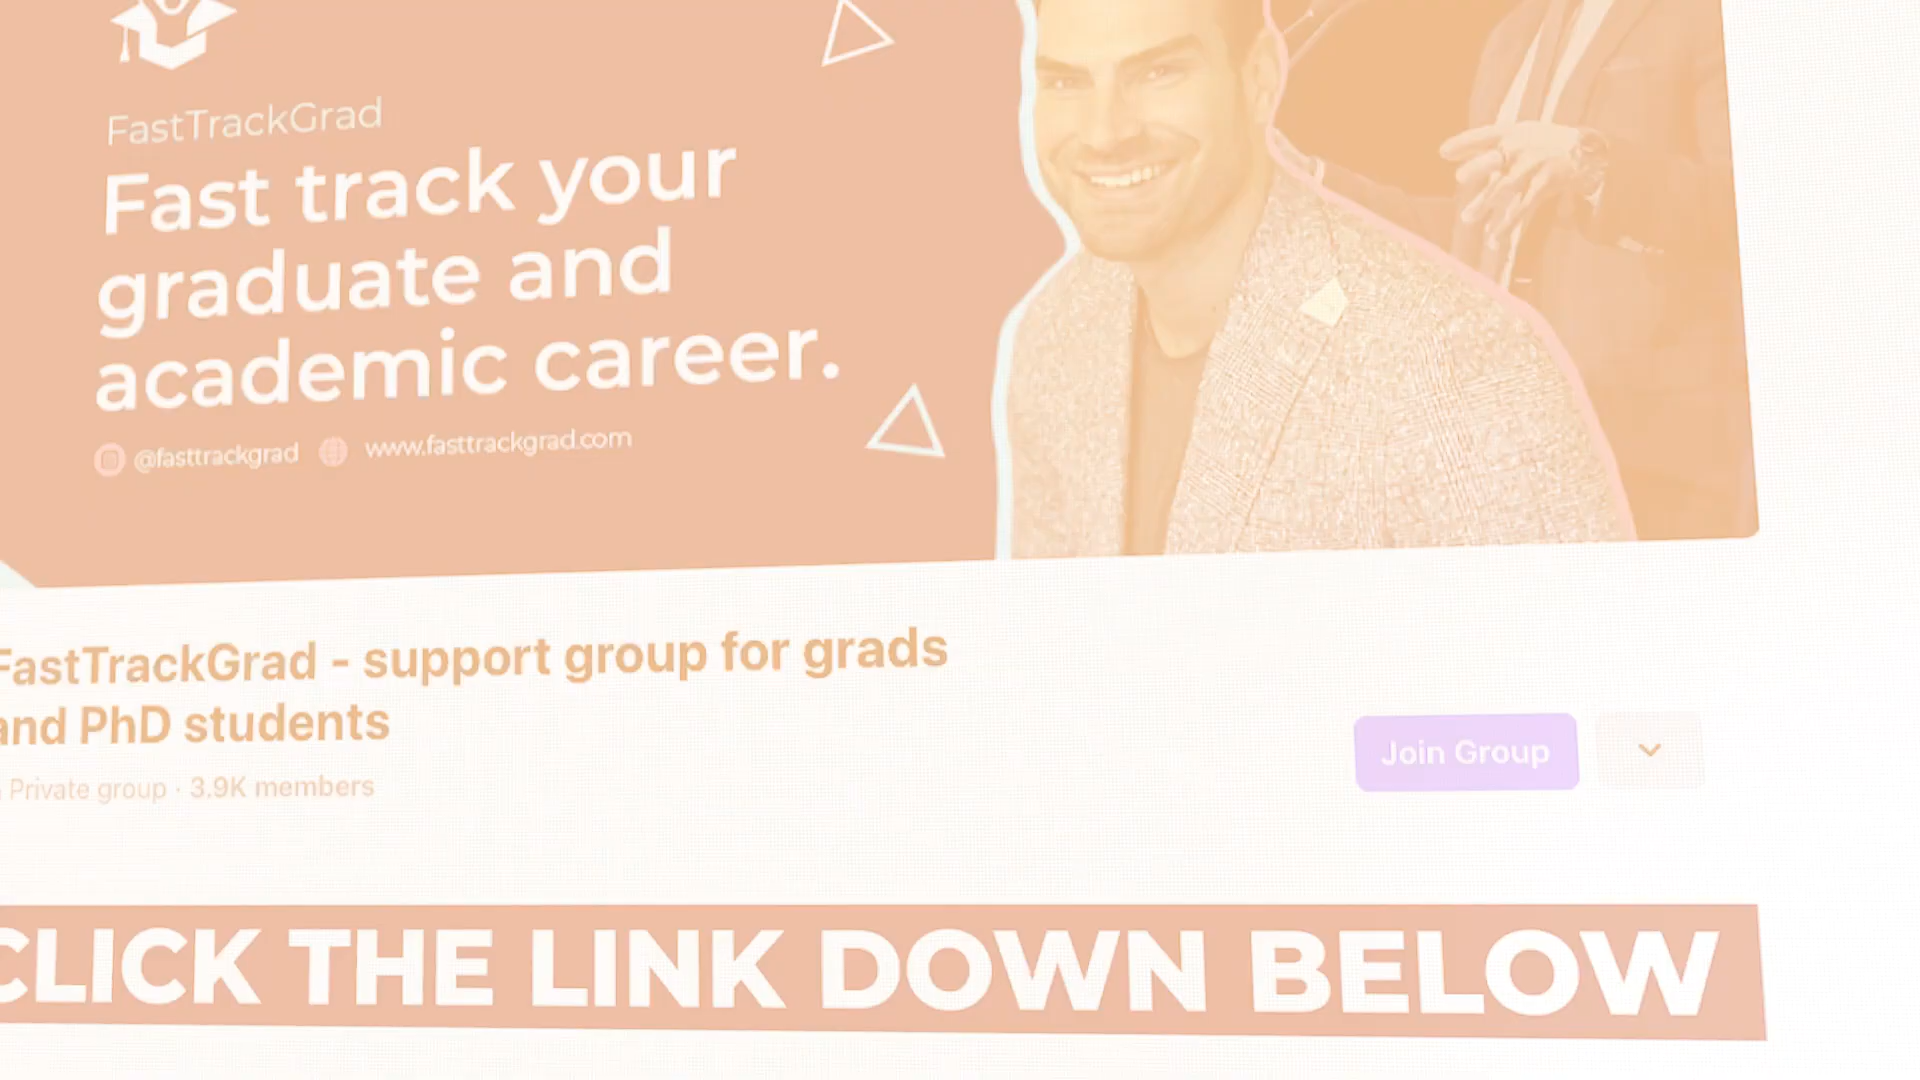 FastTrackGrad
Fast track your
graduate and
academic career.
@fasttrackgrad www.fasttrackgrad.com
FastTrackGrad - support group for grads
and PhD students
Private group · 3.9K members
Join Group
CLICK THE LINK DOWN BELOW